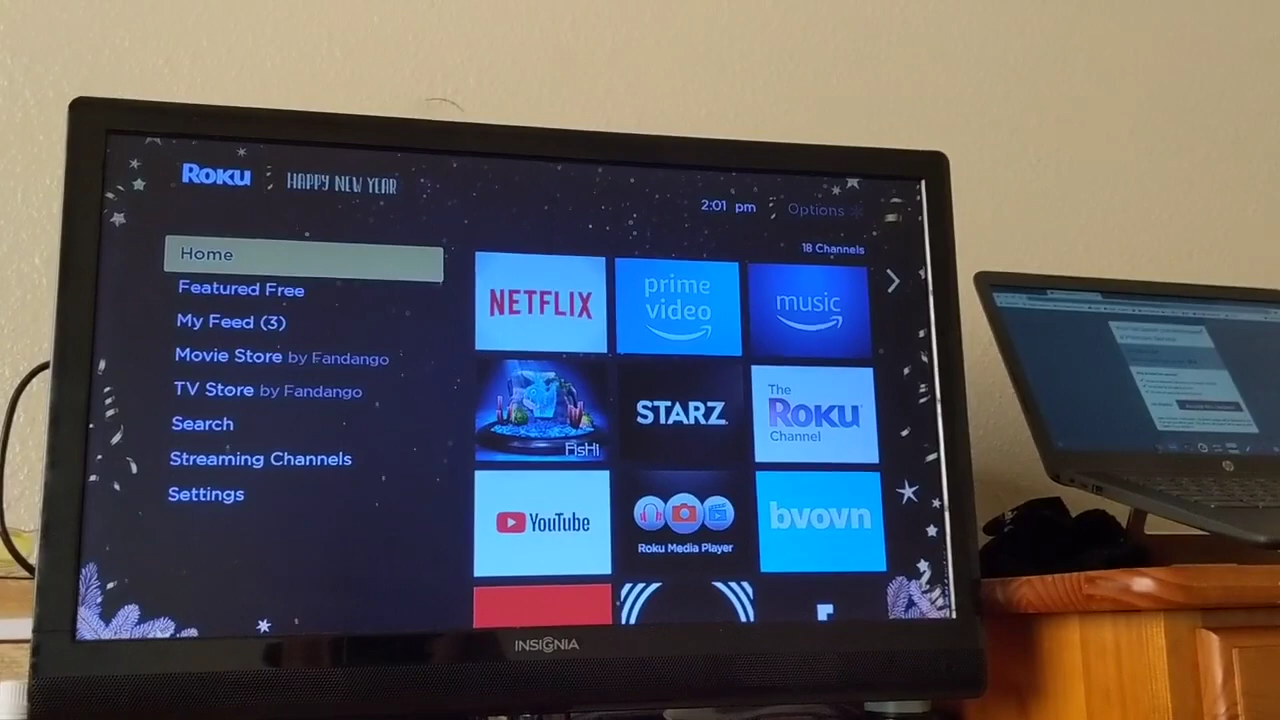 Roku
HAPPY NEW YEAR
2:01 pm
Options *
18 Channels
Home
Featured Free
My Feed (3)
Movie Store by Fandango
TV Store by Fandango
Search
Streaming Channels
Settings
NETFLIX
prime
video
music
FisHi
STARZ
The
Roku
Channel
YouTube
Roku Media Player
bvovn
INSIGNIA
hp